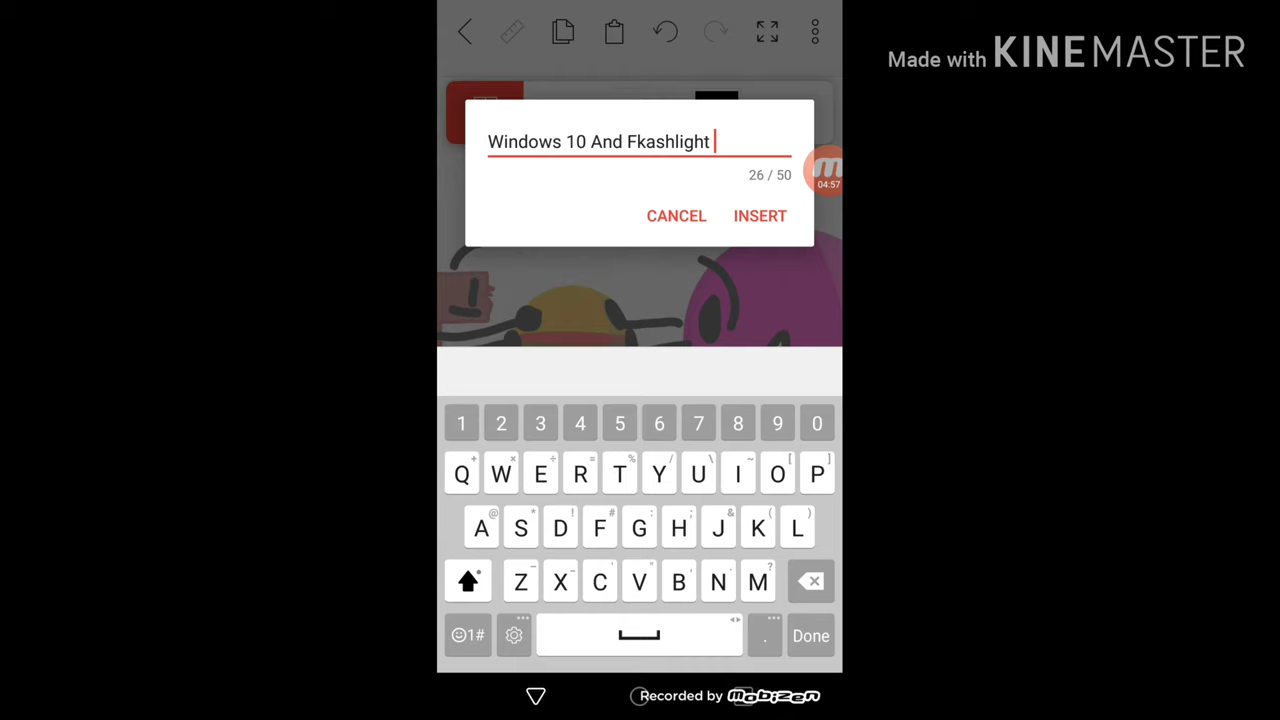 Made with KINEMASTER
Windows 10 And Fkashlight
26 / 50
04:57
CANCEL INSERT
1 2 3 4 5 6 7 8 9 0
+ × ÷ = % / \ ~ [ ]
Q W E R T Y U I O P
@ * ! # : ; & ( )
A S D F G H J K L
- _ ' " , . ?
Z X C V B N M
1# . Done
Recorded by mobizen